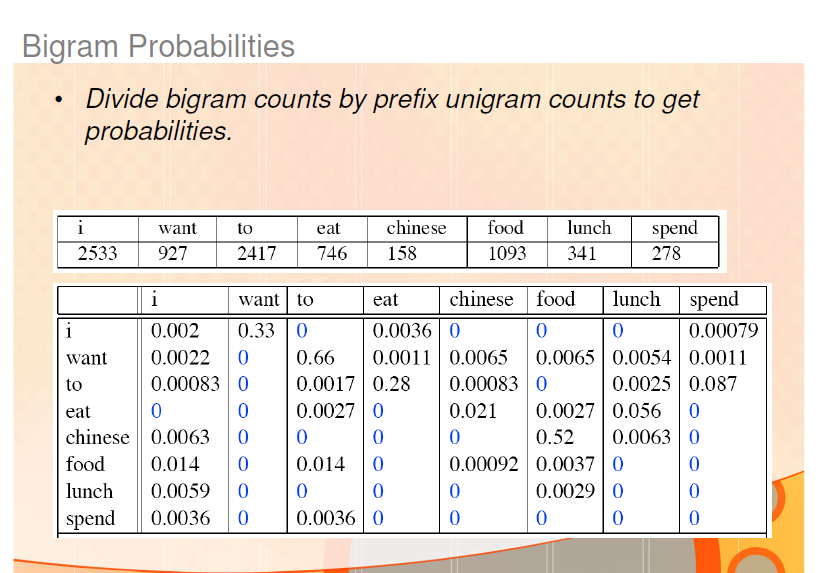 Bigram Probabilities
• Divide bigram counts by prefix unigram counts to get
probabilities.
i want to eat chinese food lunch spend
2533 927 2417 746 158 1093 341 278
i want to eat chinese food lunch spend
i 0.002 0.33 0 0.0036 0 0 0 0.00079
want 0.0022 0 0.66 0.0011 0.0065 0.0065 0.0054 0.0011
to 0.00083 0 0.0017 0.28 0.00083 0 0.0025 0.087
eat 0 0 0.0027 0 0.021 0.0027 0.056 0
chinese 0.0063 0 0 0 0 0.52 0.0063 0
food 0.014 0 0.014 0 0.00092 0.0037 0 0
lunch 0.0059 0 0 0 0 0.0029 0 0
spend 0.0036 0 0.0036 0 0 0 0 0